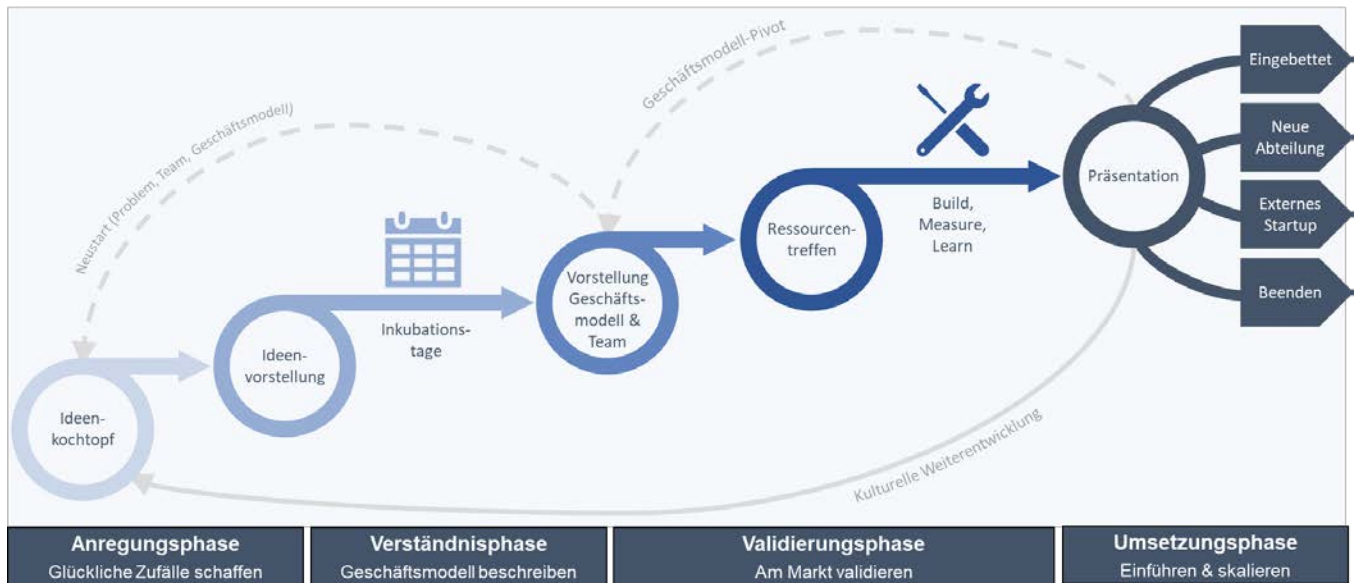 Neustart (Problem, Team, Geschäftsmodell)
Geschäftsmodell-Pivot
Ideen-
kochtopf
Ideen-
vorstellung
Inkubations-
tage
Vorstellung
Geschäfts-
modell &
Team
Ressourcen-
treffen
Build,
Measure,
Learn
Präsentation
Eingebettet
Neue
Abteilung
Externes
Startup
Beenden
Kulturelle Weiterentwicklung
Anregungsphase
Glückliche Zufälle schaffen
Verständnisphase
Geschäftsmodell beschreiben
Validierungsphase
Am Markt validieren
Umsetzungsphase
Einführen & skalieren